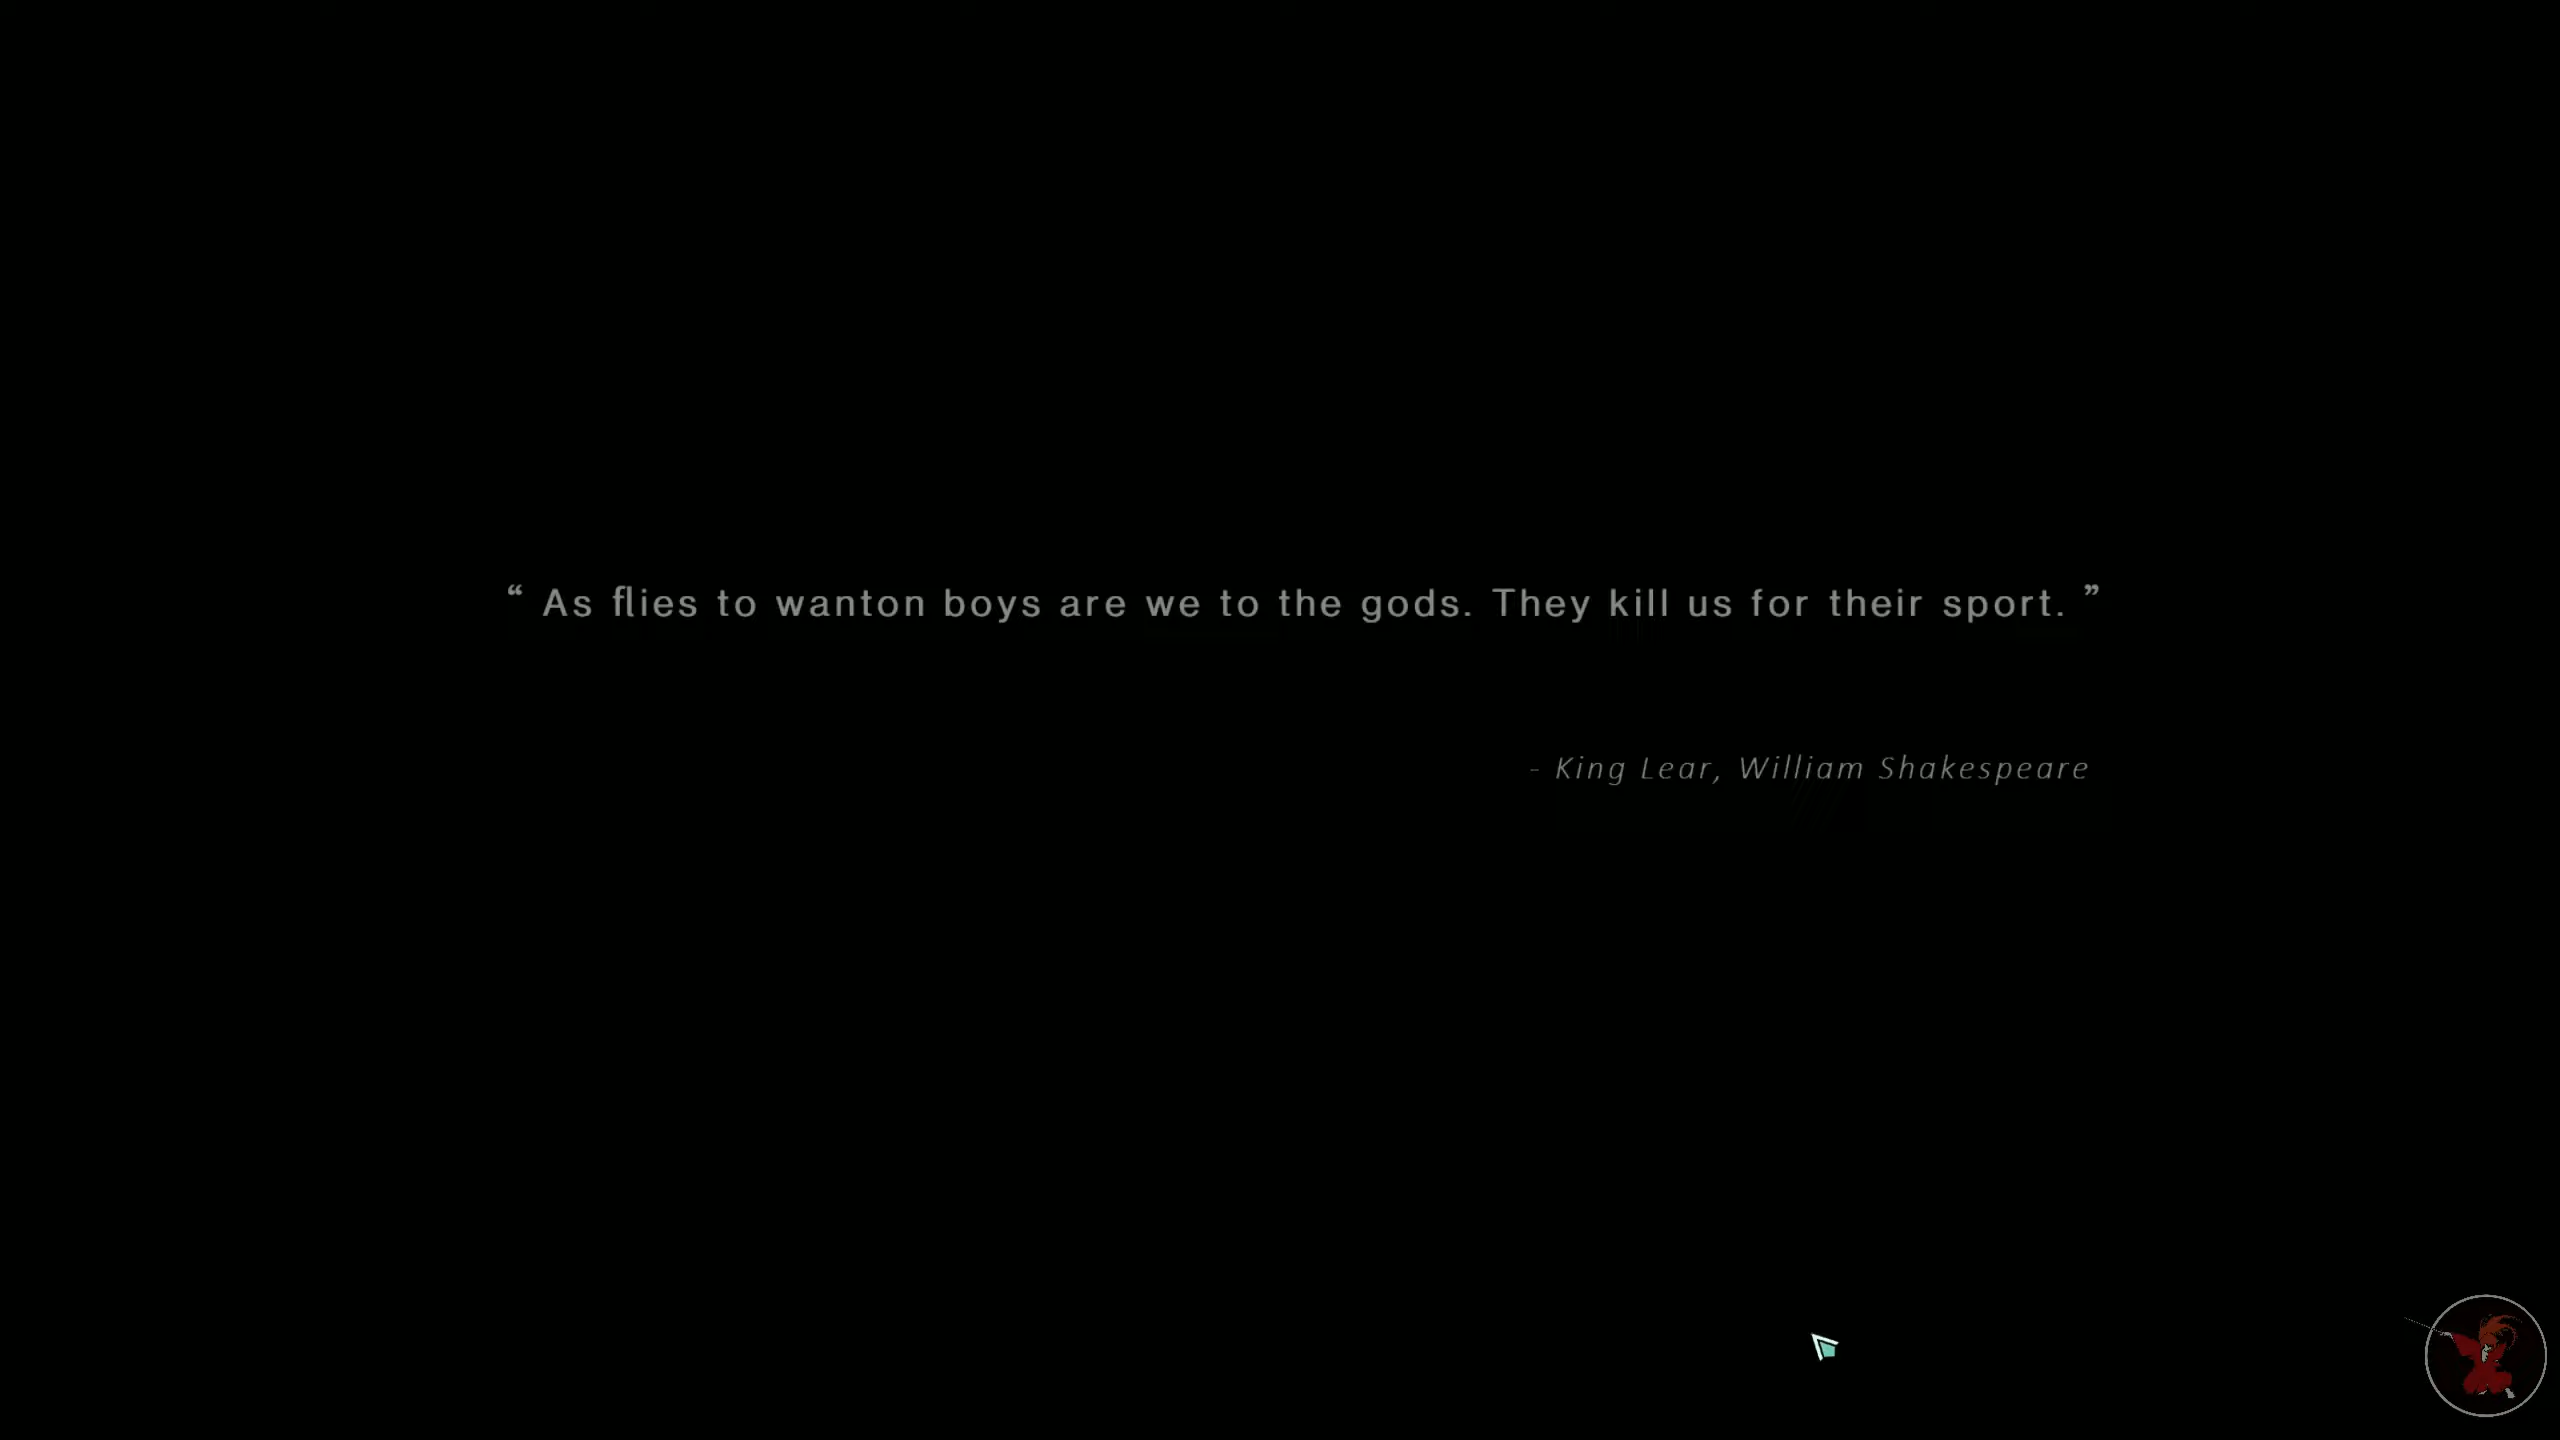 “ As flies to wanton boys are we to the gods. They kill us for their sport. ”
- King Lear, William Shakespeare